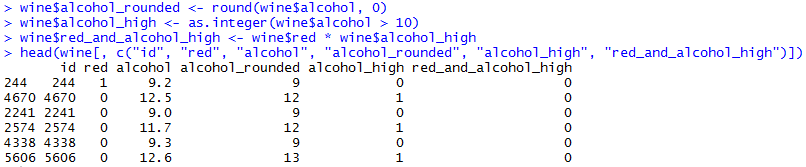 > wine$alcohol_rounded <- round(wine$alcohol, 0)
> wine$alcohol_high <- as.integer(wine$alcohol > 10)
> wine$red_and_alcohol_high <- wine$red * wine$alcohol_high
> head(wine[, c("id", "red", "alcohol", "alcohol_rounded", "alcohol_high", "red_and_alcohol_high")])
id red alcohol alcohol_rounded alcohol_high red_and_alcohol_high
244 244 1 9.2 9 0 0
4670 4670 0 12.5 12 1 0
2241 2241 0 9.0 9 0 0
2574 2574 0 11.7 12 1 0
4338 4338 0 9.3 9 0 0
5606 5606 0 12.6 13 1 0